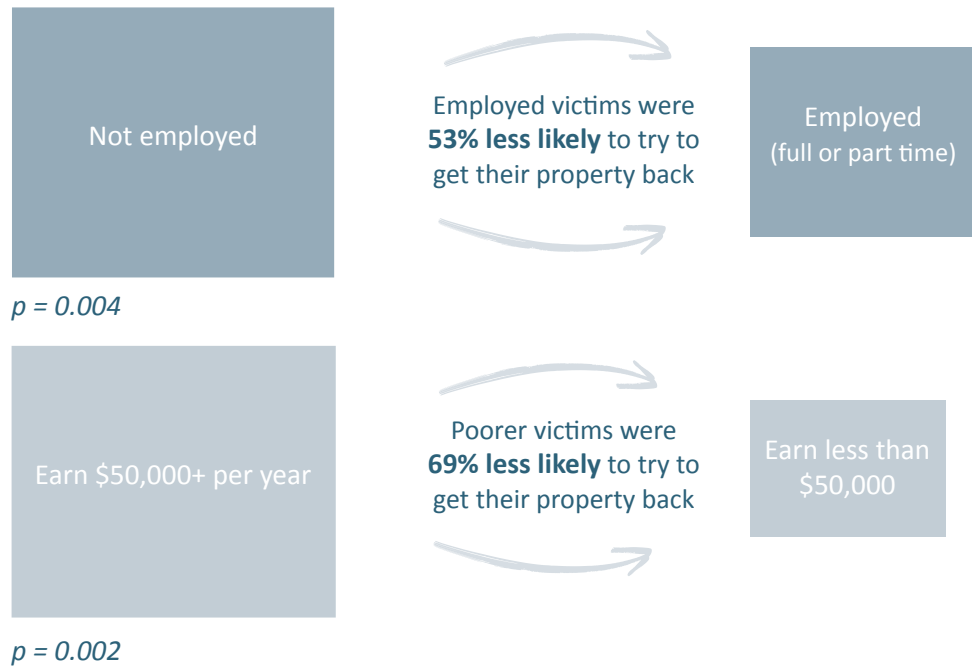 Not employed
Employed victims were
53% less likely to try to
get their property back
Employed
(full or part time)
p = 0.004
Earn $50,000+ per year
Poorer victims were
69% less likely to try to
get their property back
Earn less than
$50,000
p = 0.002